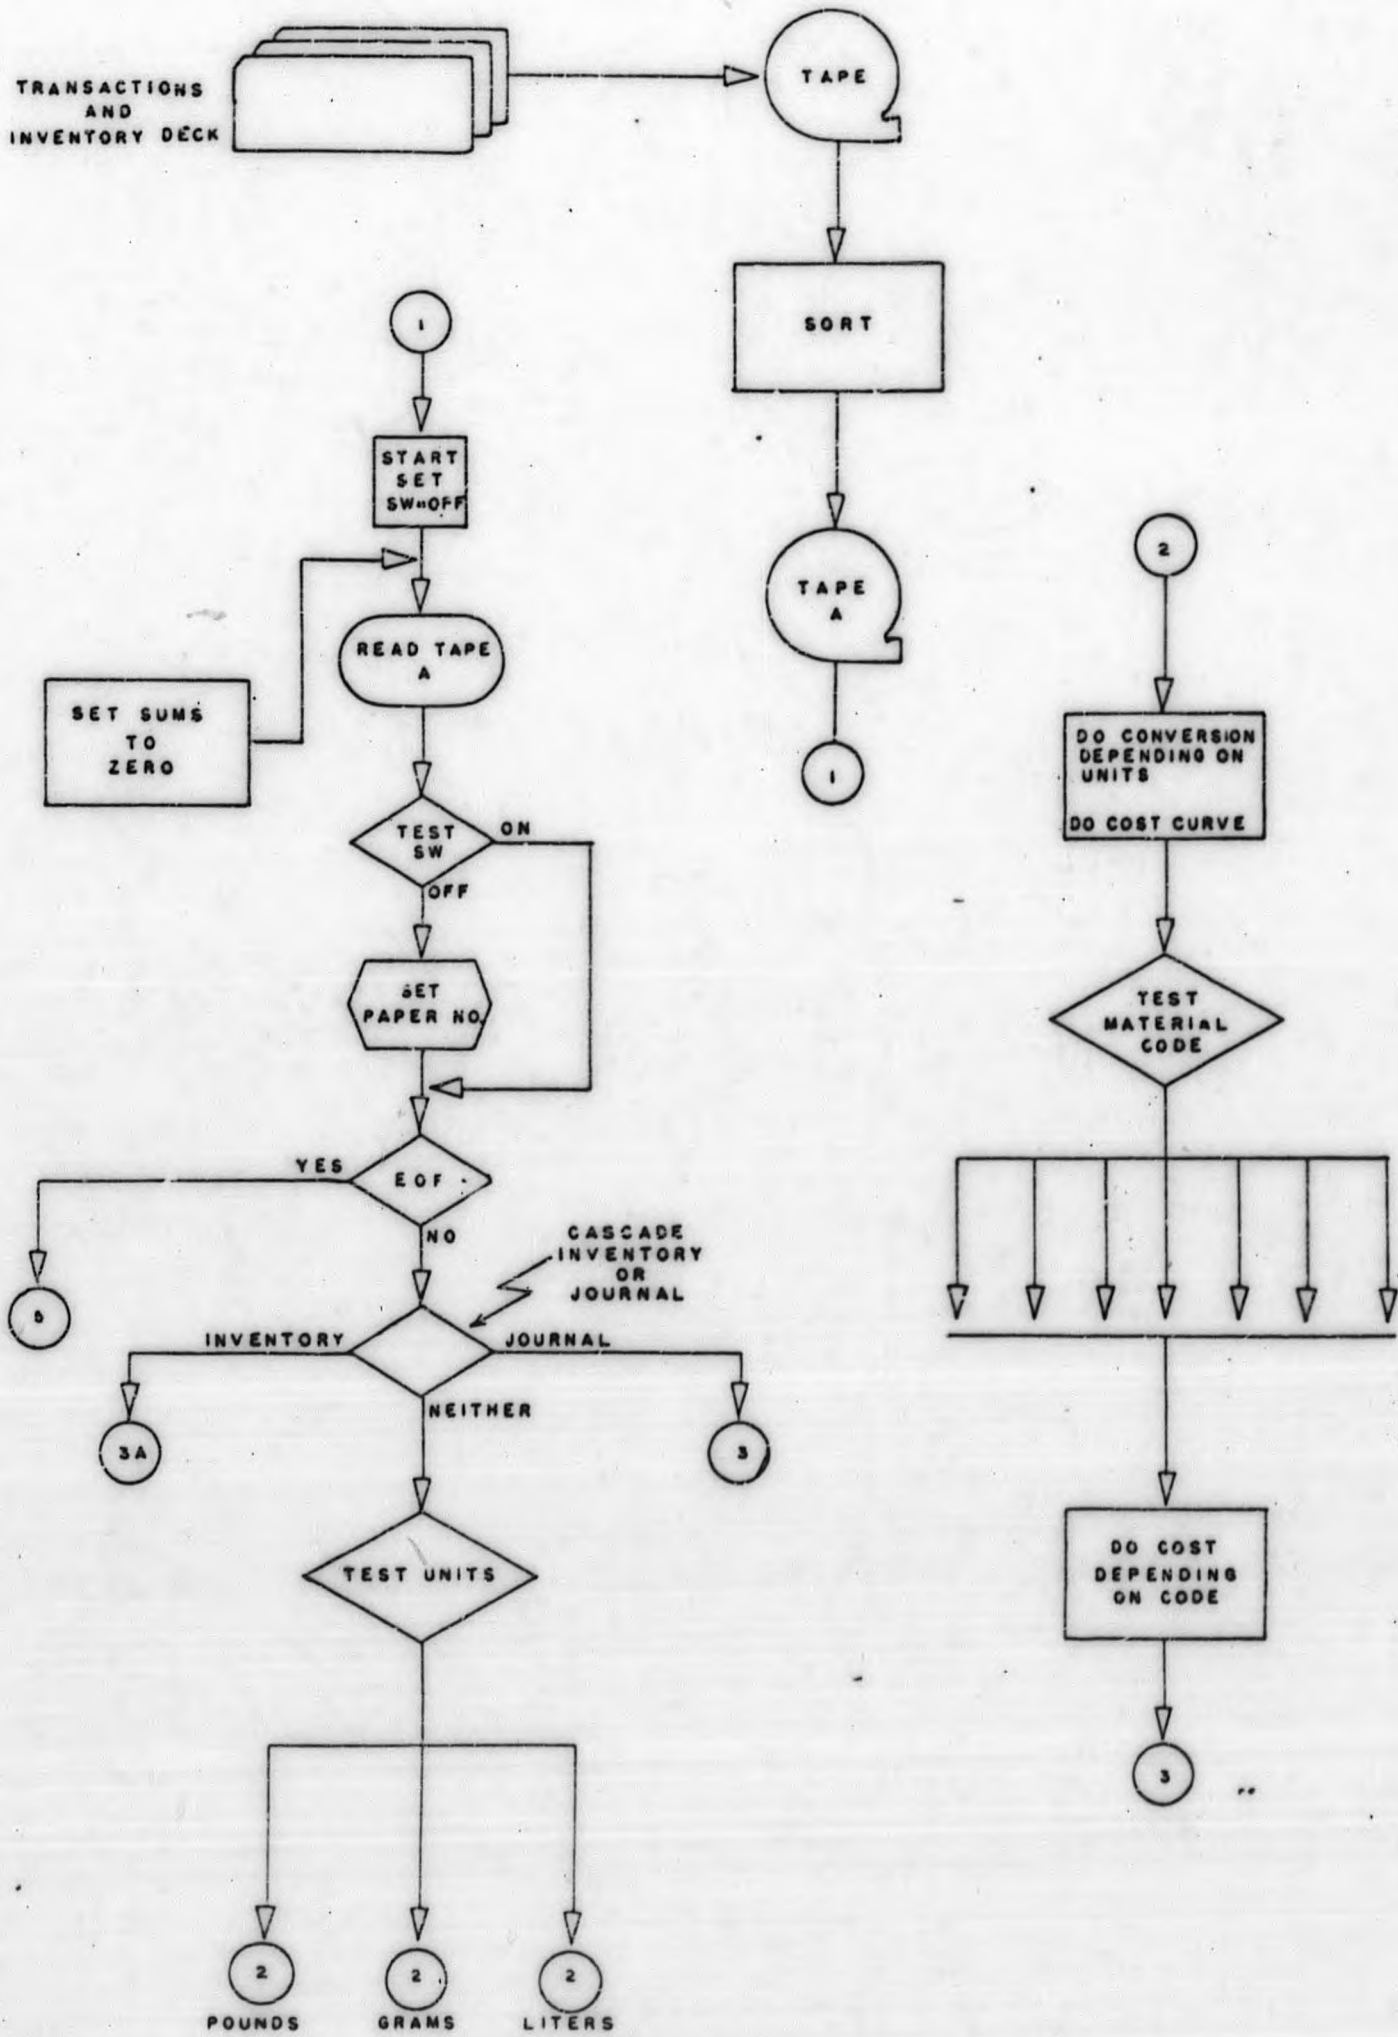 TRANSACTIONS
AND
INVENTORY DECK
TAPE
SORT
TAPE
A
1
1
START
SET
SW=OFF
READ TAPE
A
SET SUMS
TO
ZERO
TEST
SW
ON
OFF
SET
PAPER NO.
EOF
YES
NO
5
CASCADE
INVENTORY
OR
JOURNAL
INVENTORY
JOURNAL
NEITHER
3A
3
TEST UNITS
2
POUNDS
2
GRAMS
2
LITERS
2
DO CONVERSION
DEPENDING ON
UNITS
DO COST CURVE
TEST
MATERIAL
CODE
DO COST
DEPENDING
ON CODE
3